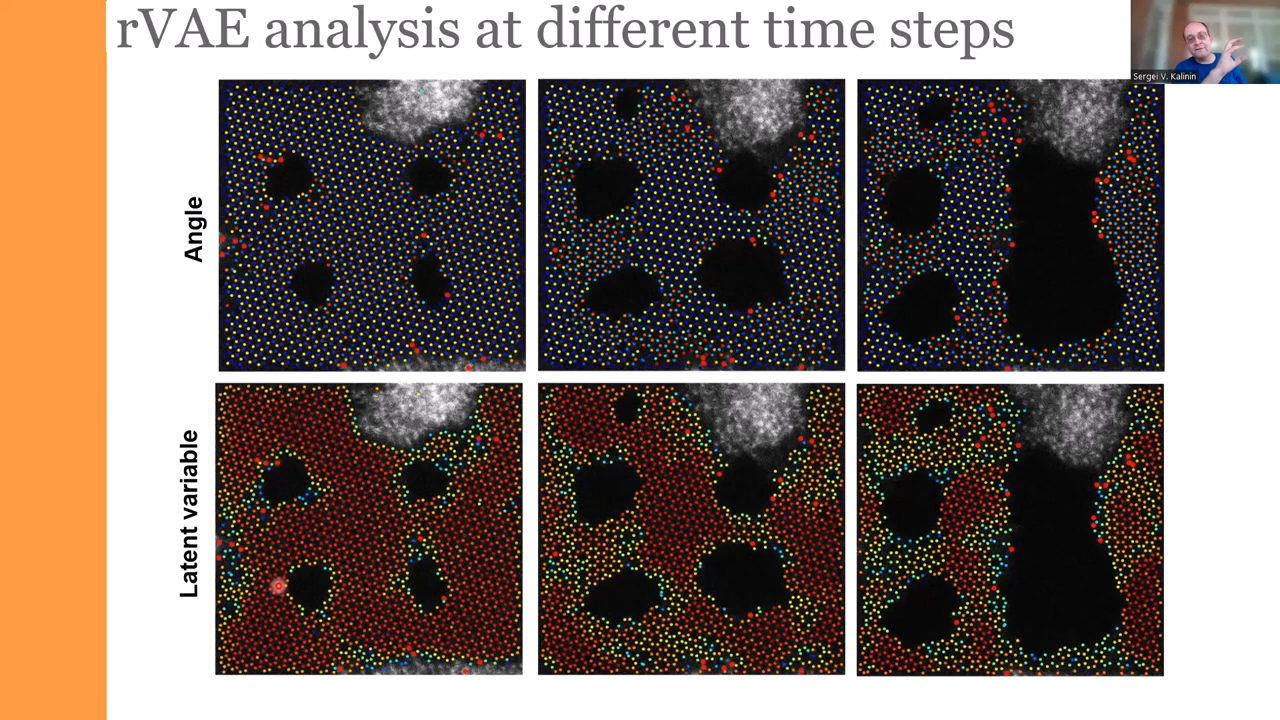 rVAE analysis at different time steps
Sergei V. Kalinin
Angle
Latent variable